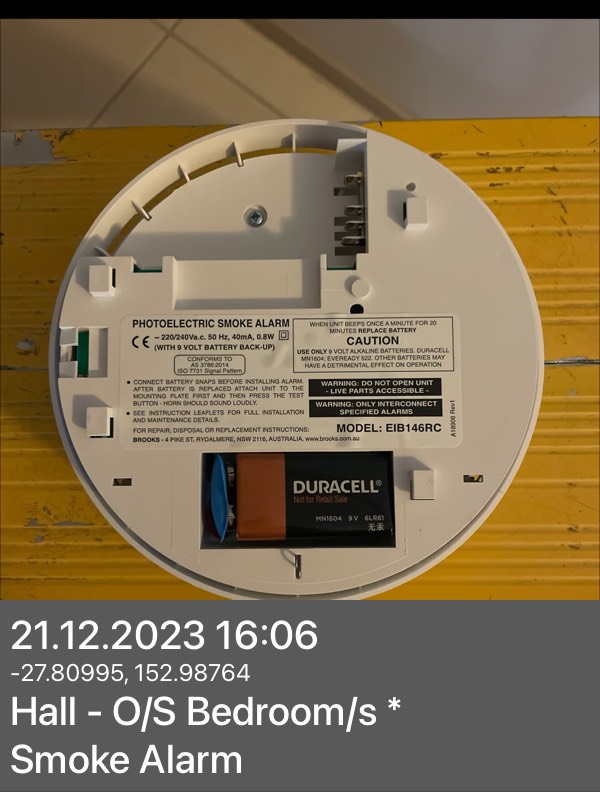 PHOTOELECTRIC SMOKE ALARM
CE ~ 220/240Va.c. 50 Hz, 40mA, 0.8W
(WITH 9 VOLT BATTERY BACK-UP)
CONFORMS TO
AS 3786:2014
ISO 7731 Signal Pattern
• CONNECT BATTERY SNAPS BEFORE INSTALLING ALARM.
AFTER BATTERY IS REPLACED ATTACH UNIT TO THE
MOUNTING PLATE FIRST AND THEN PRESS THE TEST
BUTTON - HORN SHOULD SOUND LOUDLY.
• SEE INSTRUCTION LEAFLETS FOR FULL INSTALLATION
AND MAINTENANCE DETAILS.
FOR REPAIR, DISPOSAL OR REPLACEMENT INSTRUCTIONS:
BROOKS - 4 PIKE ST. RYDALMERE, NSW 2116, AUSTRALIA. www.brooks.com.au
WHEN UNIT BEEPS ONCE A MINUTE FOR 20
MINUTES REPLACE BATTERY
CAUTION
USE ONLY 9 VOLT ALKALINE BATTERIES, DURACELL
MN1604; EVEREADY 522. OTHER BATTERIES MAY
HAVE A DETRIMENTAL EFFECT ON OPERATION
WARNING: DO NOT OPEN UNIT
- LIVE PARTS ACCESSIBLE -
WARNING: ONLY INTERCONNECT
SPECIFIED ALARMS
MODEL: EIB146RC
A18906 Rev1
DURACELL®
Not for Retail Sale
MN1604 9V 6LR61
无汞
21.12.2023 16:06
-27.80995, 152.98764
Hall - O/S Bedroom/s *
Smoke Alarm